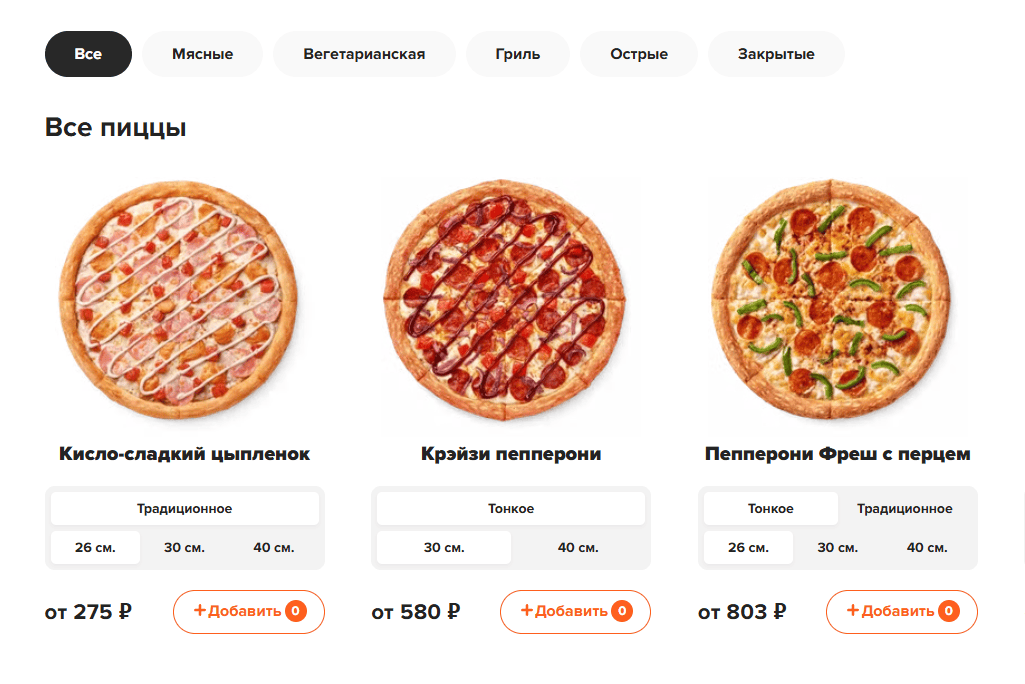 Все Мясные Вегетарианская Гриль Острые Закрытые
Все пиццы
Кисло-сладкий цыпленок Крэйзи пепперони Пепперони Фреш с перцем
Традиционное Тонкое Тонкое Традиционное
26 см. 30 см. 40 см. 30 см. 40 см. 26 см. 30 см. 40 см.
от 275 ₽ +Добавить 0 от 580 ₽ +Добавить 0 от 803 ₽ +Добавить 0